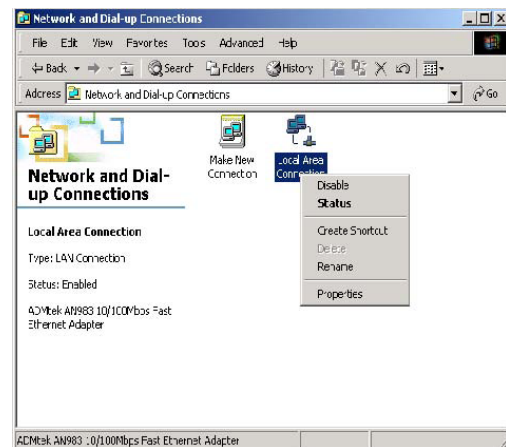 Network and Dial-up Connections
File Edit View Favorites Tools Advanced Help
Back Search Folders History
Address Network and Dial-up Connections Go
Make New Connection
Local Area Connection
Network and Dial-up Connections
Local Area Connection
Type: LAN Connection
Status: Enabled
ADMtek AN983 10/100Mbps Fast
Ethernet Adapter
Disable
Status
Create Shortcut
Delete
Rename
Properties
ADMtek AN983 10/100Mbps Fast Ethernet Adapter